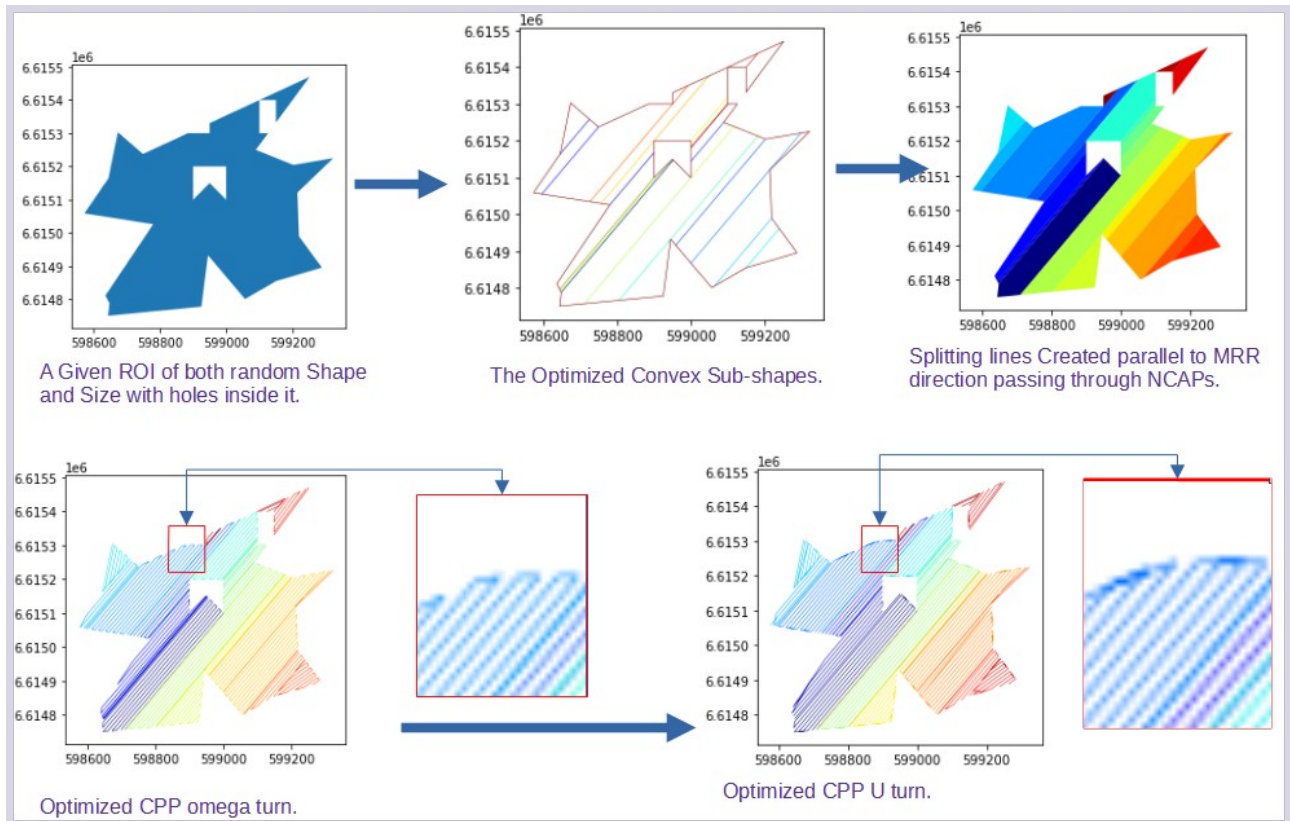 1e6
6.6155
6.6154
6.6153
6.6152
6.6151
6.6150
6.6149
6.6148
598600 598800 599000 599200
A Given ROI of both random Shape
and Size with holes inside it.
1e6
6.6155
6.6154
6.6153
6.6152
6.6151
6.6150
6.6149
6.6148
598600 598800 599000 599200
The Optimized Convex Sub-shapes.
1e6
6.6155
6.6154
6.6153
6.6152
6.6151
6.6150
6.6149
6.6148
598600 598800 599000 599200
Splitting lines Created parallel to MRR
direction passing through NCAPs.
1e6
6.6155
6.6154
6.6153
6.6152
6.6151
6.6150
6.6149
6.6148
598600 598800 599000 599200
Optimized CPP omega turn.
1e6
6.6155
6.6154
6.6153
6.6152
6.6151
6.6150
6.6149
6.6148
598600 598800 599000 599200
Optimized CPP U turn.